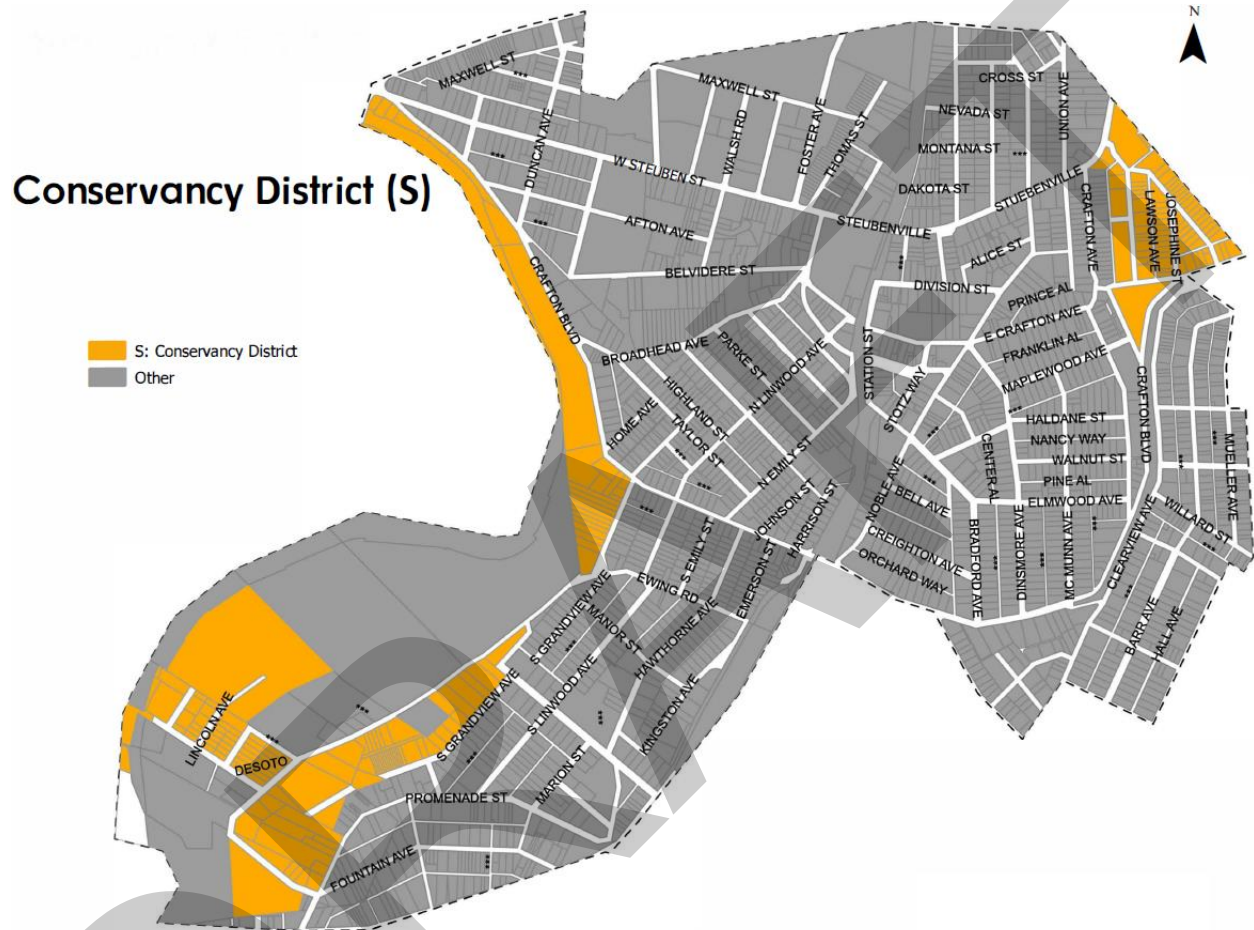 N
Conservancy District (S)
S: Conservancy District
Other
MAXWELL ST
***
DUNCAN AVE
***
***
W STEUBEN ST
MAXWELL ST
WALSH RD
FOSTER AVE
THOMAS ST
AFTON AVE
BELVIDERE ST
CRAFTON BLVD
CROSS ST
UNION AVE
NEVADA ST
MONTANA ST
***
DAKOTA ST
STEUBENVILLE
STUEBENVILLE
***
ALICE ST
CRAFTON AVE
LAWSON AVE
JOSEPHINE ST
DIVISION ST
PRINCE AL
E CRAFTON AVE
FRANKLIN AL
MAPLEWOOD AVE
***
BROADHEAD AVE
PARKE ST
N LINWOOD AVE
STATION ST
STOTZ WAY
***
HIGHLAND ST
HOME AVE
TAYLOR ST
***
***
N EMILY ST
HALDANE ST
NANCY WAY
WALNUT ST
PINE AL
ELMWOOD AVE
CENTER AL
CRAFTON BLVD
***
***
MUELLER AVE
***
JOHNSON ST
HARRISON ST
NOBLE AVE
***
BELL AVE
CREIGHTON AVE
ORCHARD WAY
BRADFORD AVE
***
DINSMORE AVE
***
MCMUNN AVE
***
CLEARVIEW AVE
WILLARD ST
***
***
BARR AVE
HALL AVE
S EMILY ST
EMERSON ST
EWING RD
S GRANDVIEW AVE
MANOR ST
***
HAWTHORNE AVE
S LINWOOD AVE
***
KINGSTON AVE
S GRANDVIEW AVE
***
MARION ST
LINCOLN AVE
***
***
DESOTO
PROMENADE ST
FOUNTAIN AVE
***